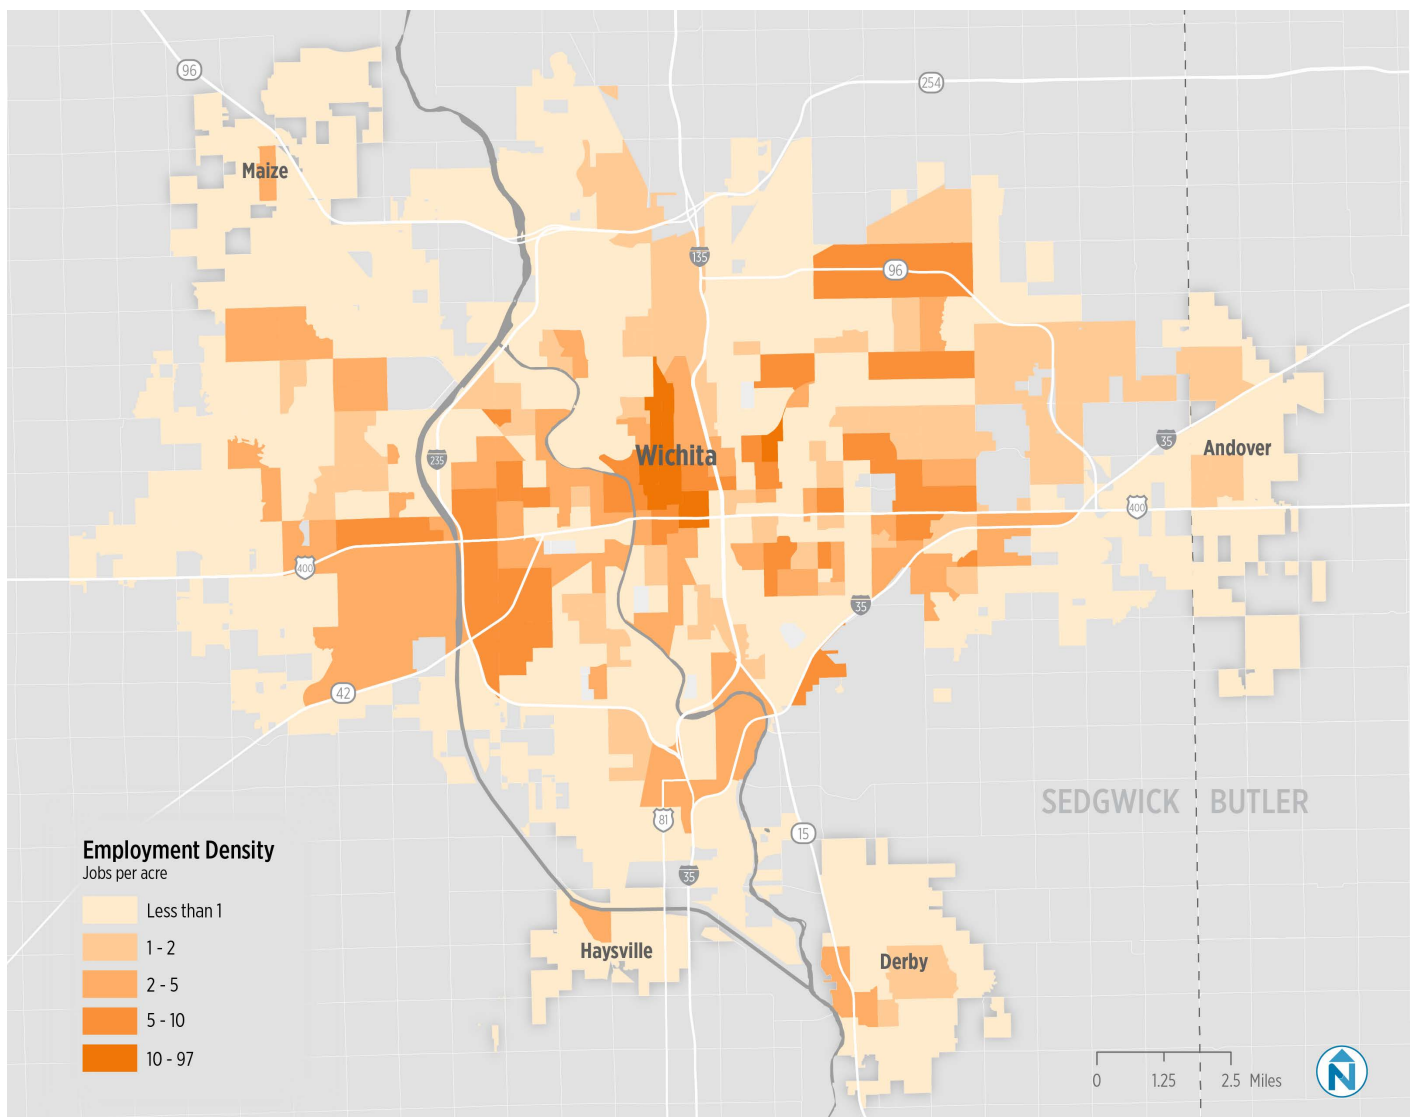 96
254
Maize
135
96
235
Wichita
35
Andover
400
400
35
42
SEDGWICK
BUTLER
81
15
35
Haysville
Derby
Employment Density
Jobs per acre
Less than 1
1 - 2
2 - 5
5 - 10
10 - 97
0 1.25 2.5 Miles
N